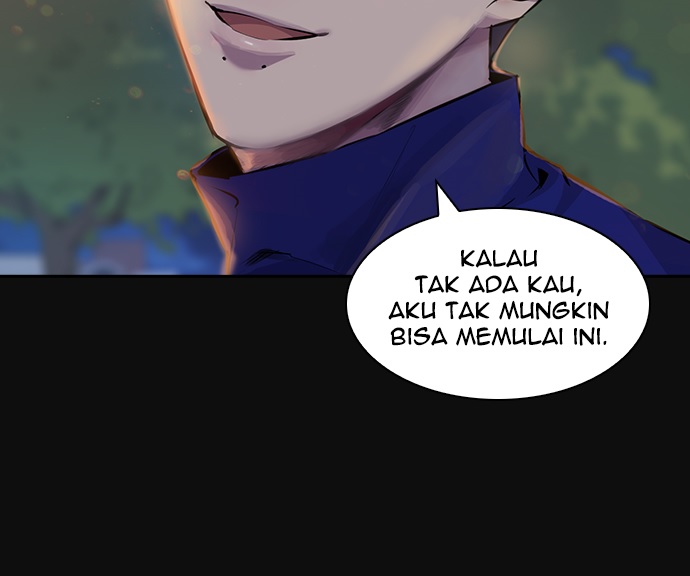 KALAU
TAK ADA KAU,
AKU TAK MUNGKIN
BISA MEMULAI INI.